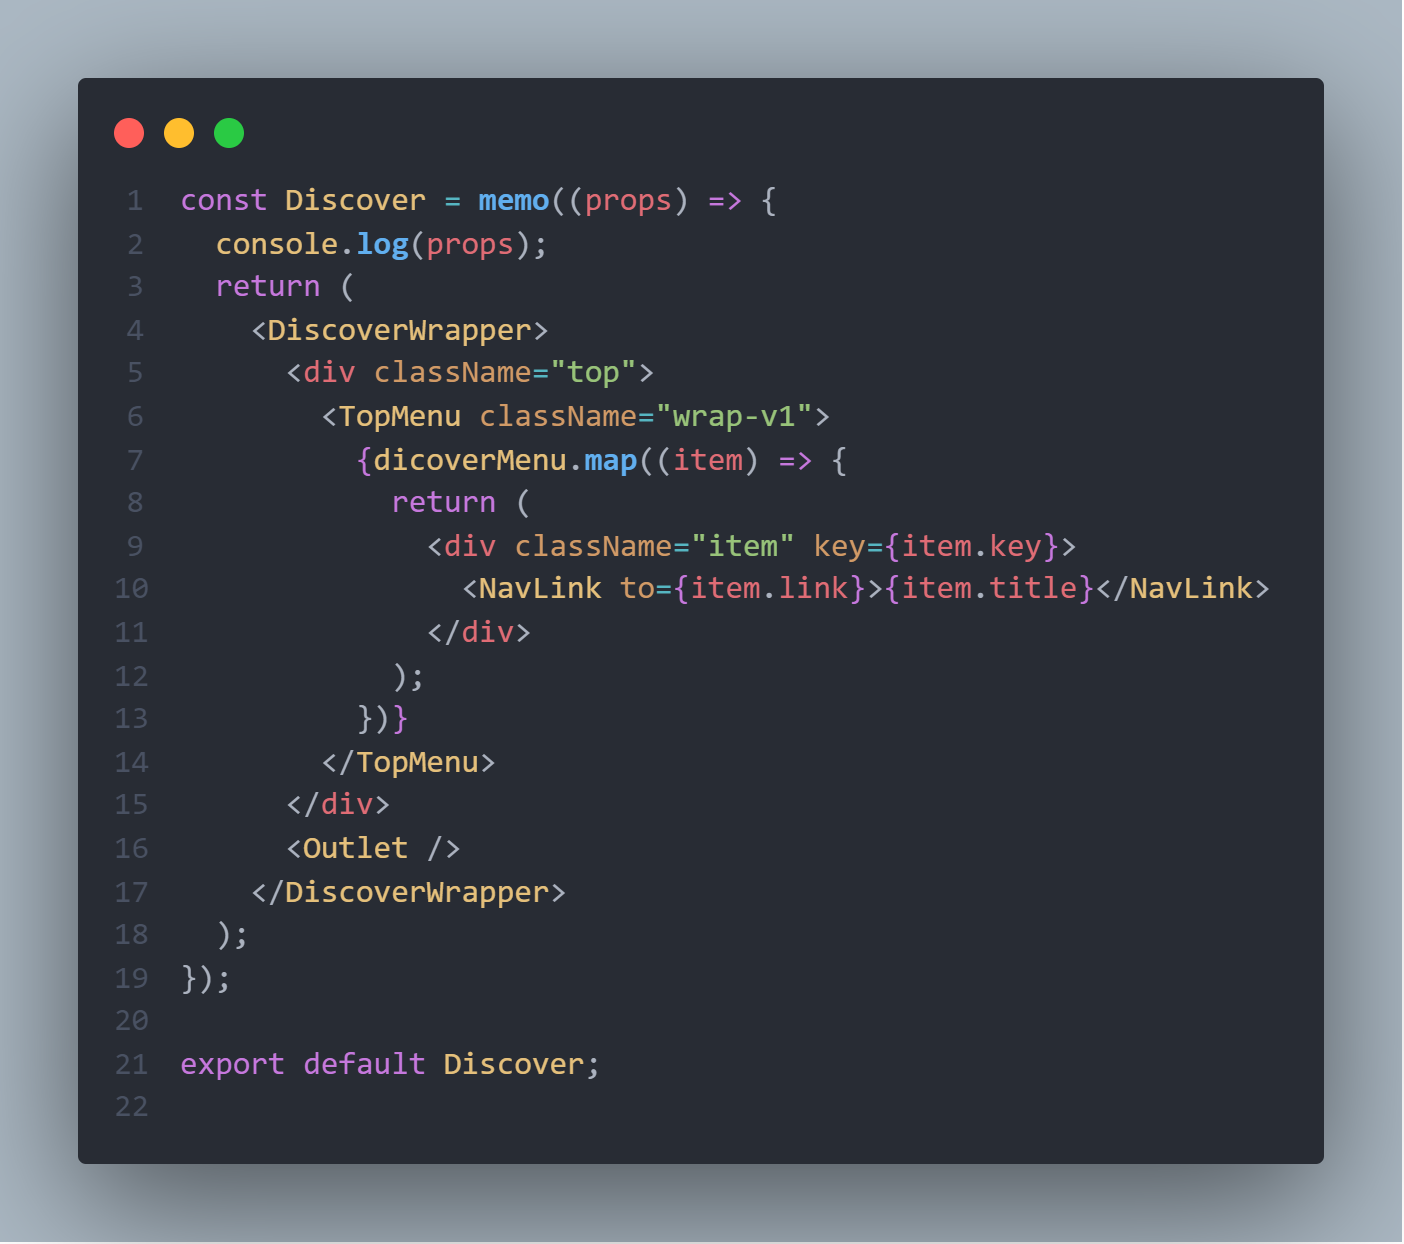 1 const Discover = memo((props) => {
2   console.log(props);
3   return (
4     <DiscoverWrapper>
5       <div className="top">
6         <TopMenu className="wrap-v1">
7           {dicoverMenu.map((item) => {
8             return (
9               <div className="item" key={item.key}>
10                 <NavLink to={item.link}>{item.title}</NavLink>
11               </div>
12             );
13           })}
14         </TopMenu>
15       </div>
16       <Outlet />
17     </DiscoverWrapper>
18   );
19 });
20
21 export default Discover;
22